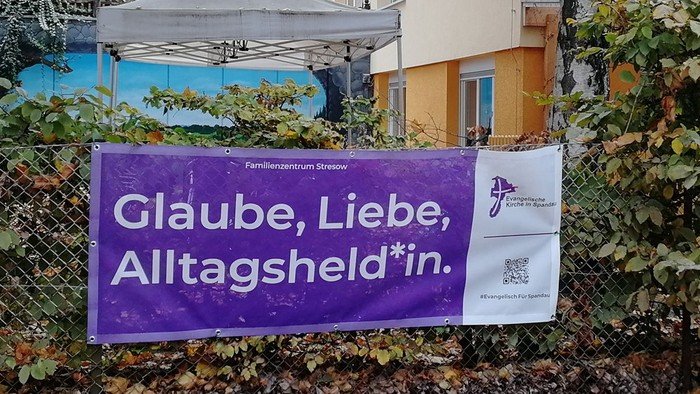 Familienzentrum Stresow
Glaube, Liebe,
Alltagsheld*in.
Evangelische
Kirche in Spandau
#Evangelisch Für Spandau